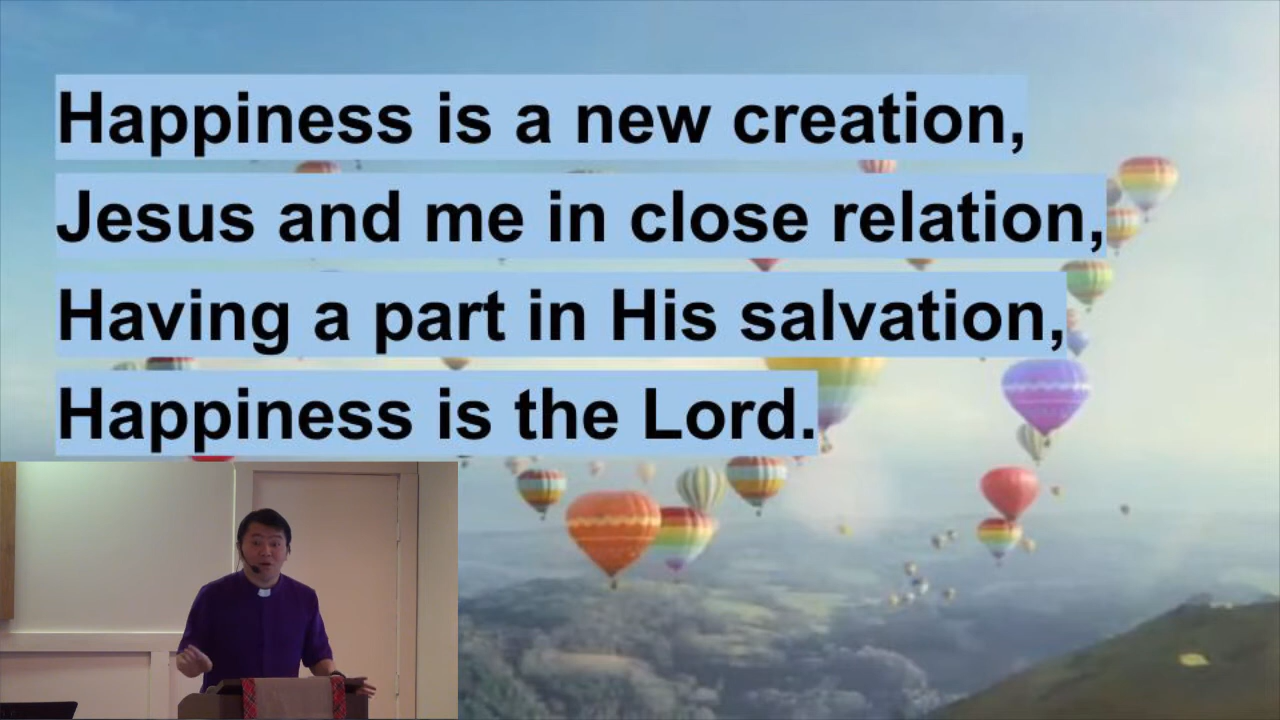 Happiness is a new creation,
Jesus and me in close relation,
Having a part in His salvation,
Happiness is the Lord.